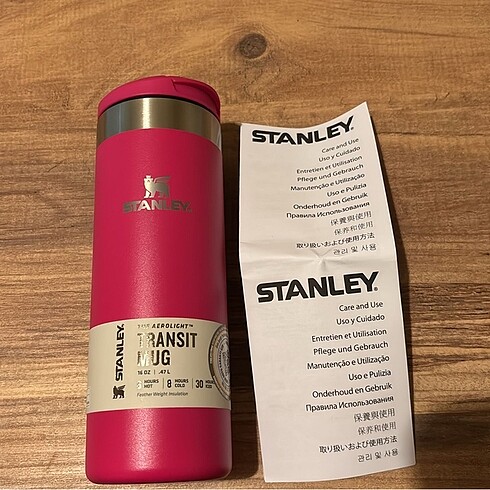 STANLEY.
THE AEROLIGHT™
TRANSIT
MUG
STANLEY.
16 OZ | .47 L
HOURS HOT
8 HOURS COLD
30 HOURS
Feather Weight Insulation
STANLEY.
Care and Use
Uso y Cuidado
Entretien et Utilisation
Pflege und Gebrauch
Manutenção e Utilização
Uso e Pulizia
Onderhoud en Gebruik
Правила Использования
保養與使用
保养和使用
取り扱いおよび使用方法
관리 및 사용
STANLEY.
Care and Use
Uso y Cuidado
Entretien et Utilisation
Pflege und Gebrauch
Manutenção e Utilização
Uso e Pulizia
Onderhoud en Gebruik
Правила Использования
保養與使用
保养和使用
取り扱いおよび使用方法
관리 및 사용